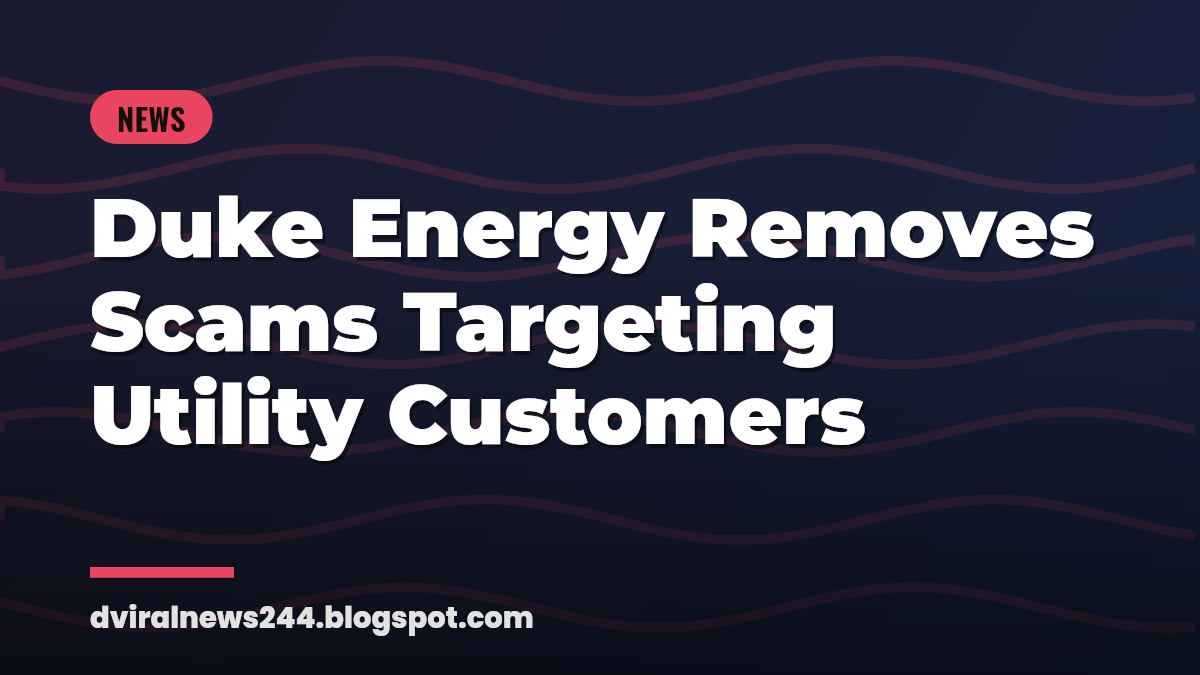 NEWS
Duke Energy Removes
Scams Targeting
Utility Customers
dviralnews244.blogspot.com